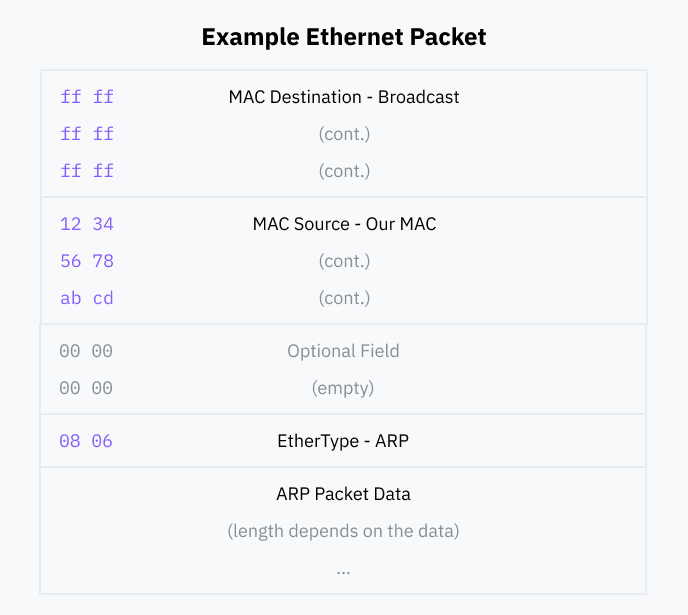 Example Ethernet Packet
ff ff MAC Destination - Broadcast
ff ff (cont.)
ff ff (cont.)
12 34 MAC Source - Our MAC
56 78 (cont.)
ab cd (cont.)
00 00 Optional Field
00 00 (empty)
08 06 EtherType - ARP
ARP Packet Data
(length depends on the data)
...